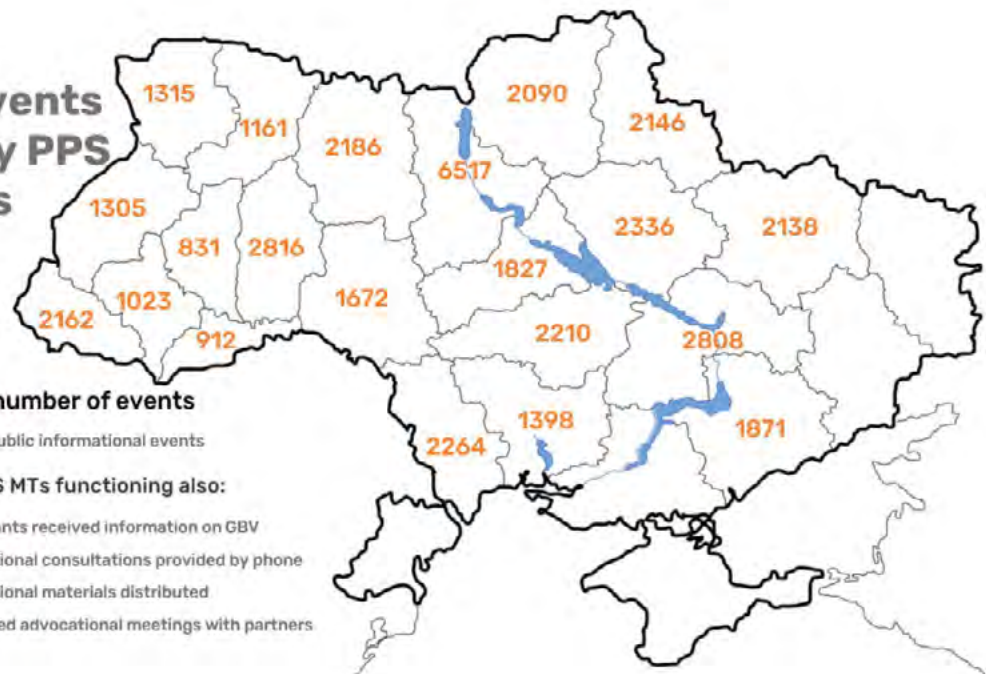 vents
y PPS
s
1315
1161
2186
2090
2146
6517
1305
831
2816
2336
2138
1827
1023
2162
1672
912
2210
2808
1398
2264
1871
number of events
ublic informational events
S MTs functioning also:
ants received information on GBV
ional consultations provided by phone
ional materials distributed
ed advocational meetings with partners